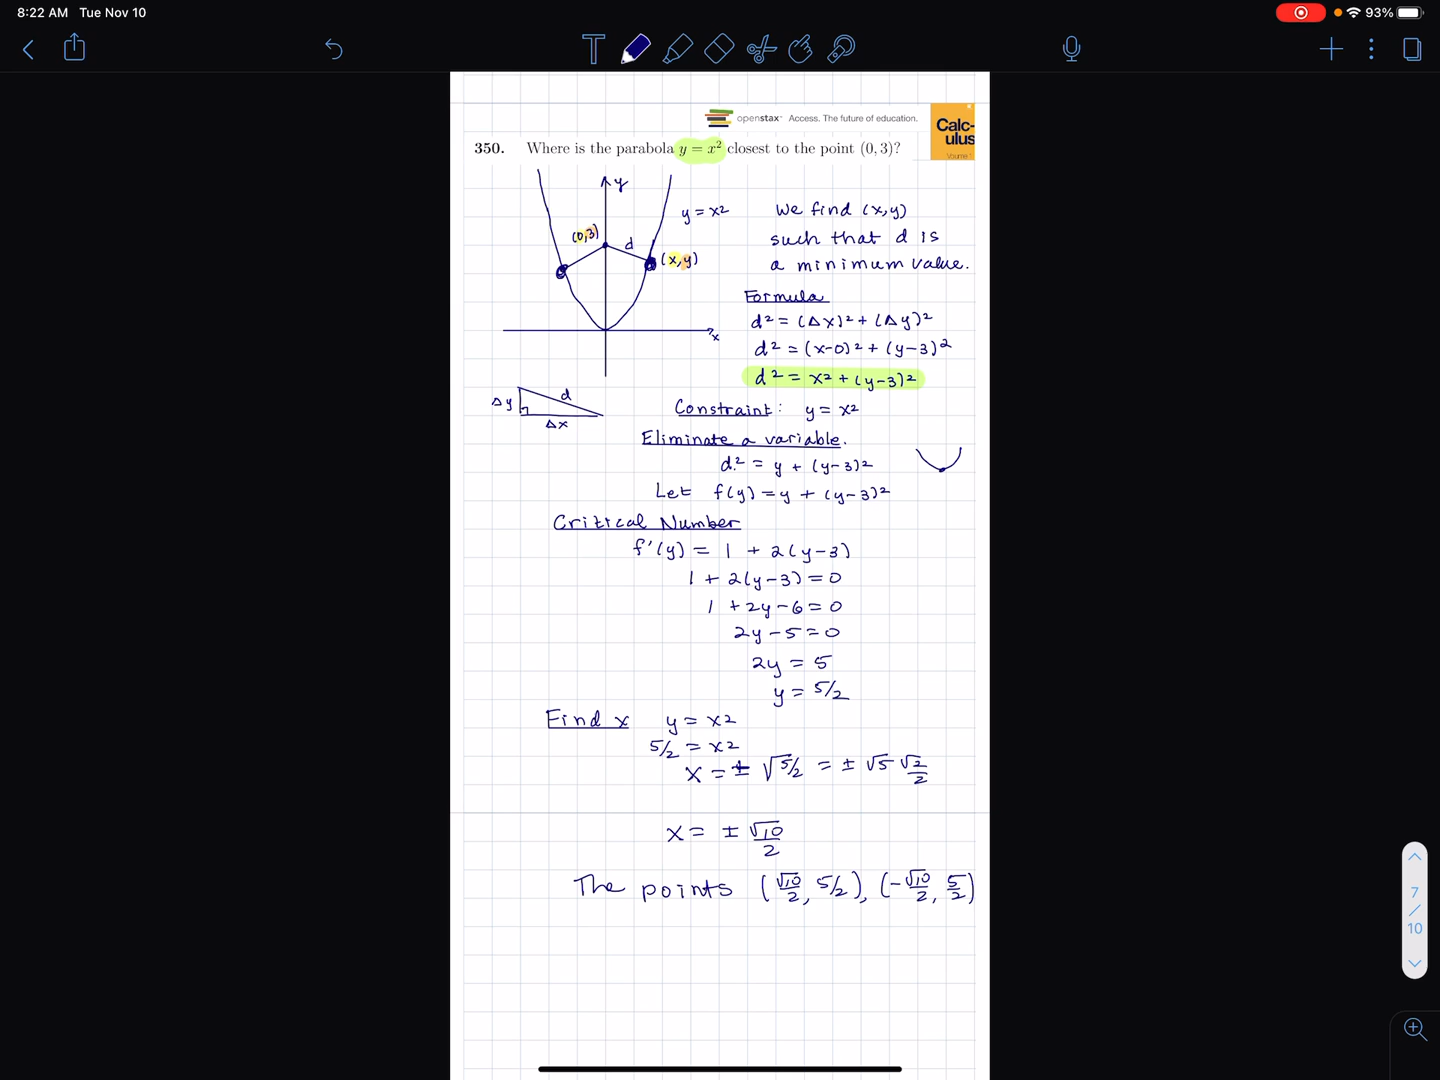 8:22 AM Tue Nov 10
93%
openstax Access. The future of education.
Calc-
ulus
350. Where is the parabola y = x² closest to the point (0, 3)?
y
y = x²
(0,3)
d
(x,y)
x
We find (x,y)
such that d is
a minimum value.
Formula
d² = (Δx)² + (Δy)²
d² = (x-0)² + (y-3)²
d² = x² + (y-3)²
Δy
d
Δx
Constraint: y = x²
Eliminate a variable.
d² = y + (y-3)²
Let f(y) = y + (y-3)²
Critical Number
f'(y) = 1 + 2(y-3)
1 + 2(y-3) = 0
1 + 2y - 6 = 0
2y - 5 = 0
2y = 5
y = 5/2
Find x y = x²
5/2 = x²
x = ± √5/2 = ± √5 √2/2
x = ± √10/2
The points (√10/2, 5/2), (-√10/2, 5/2)
7
/
10